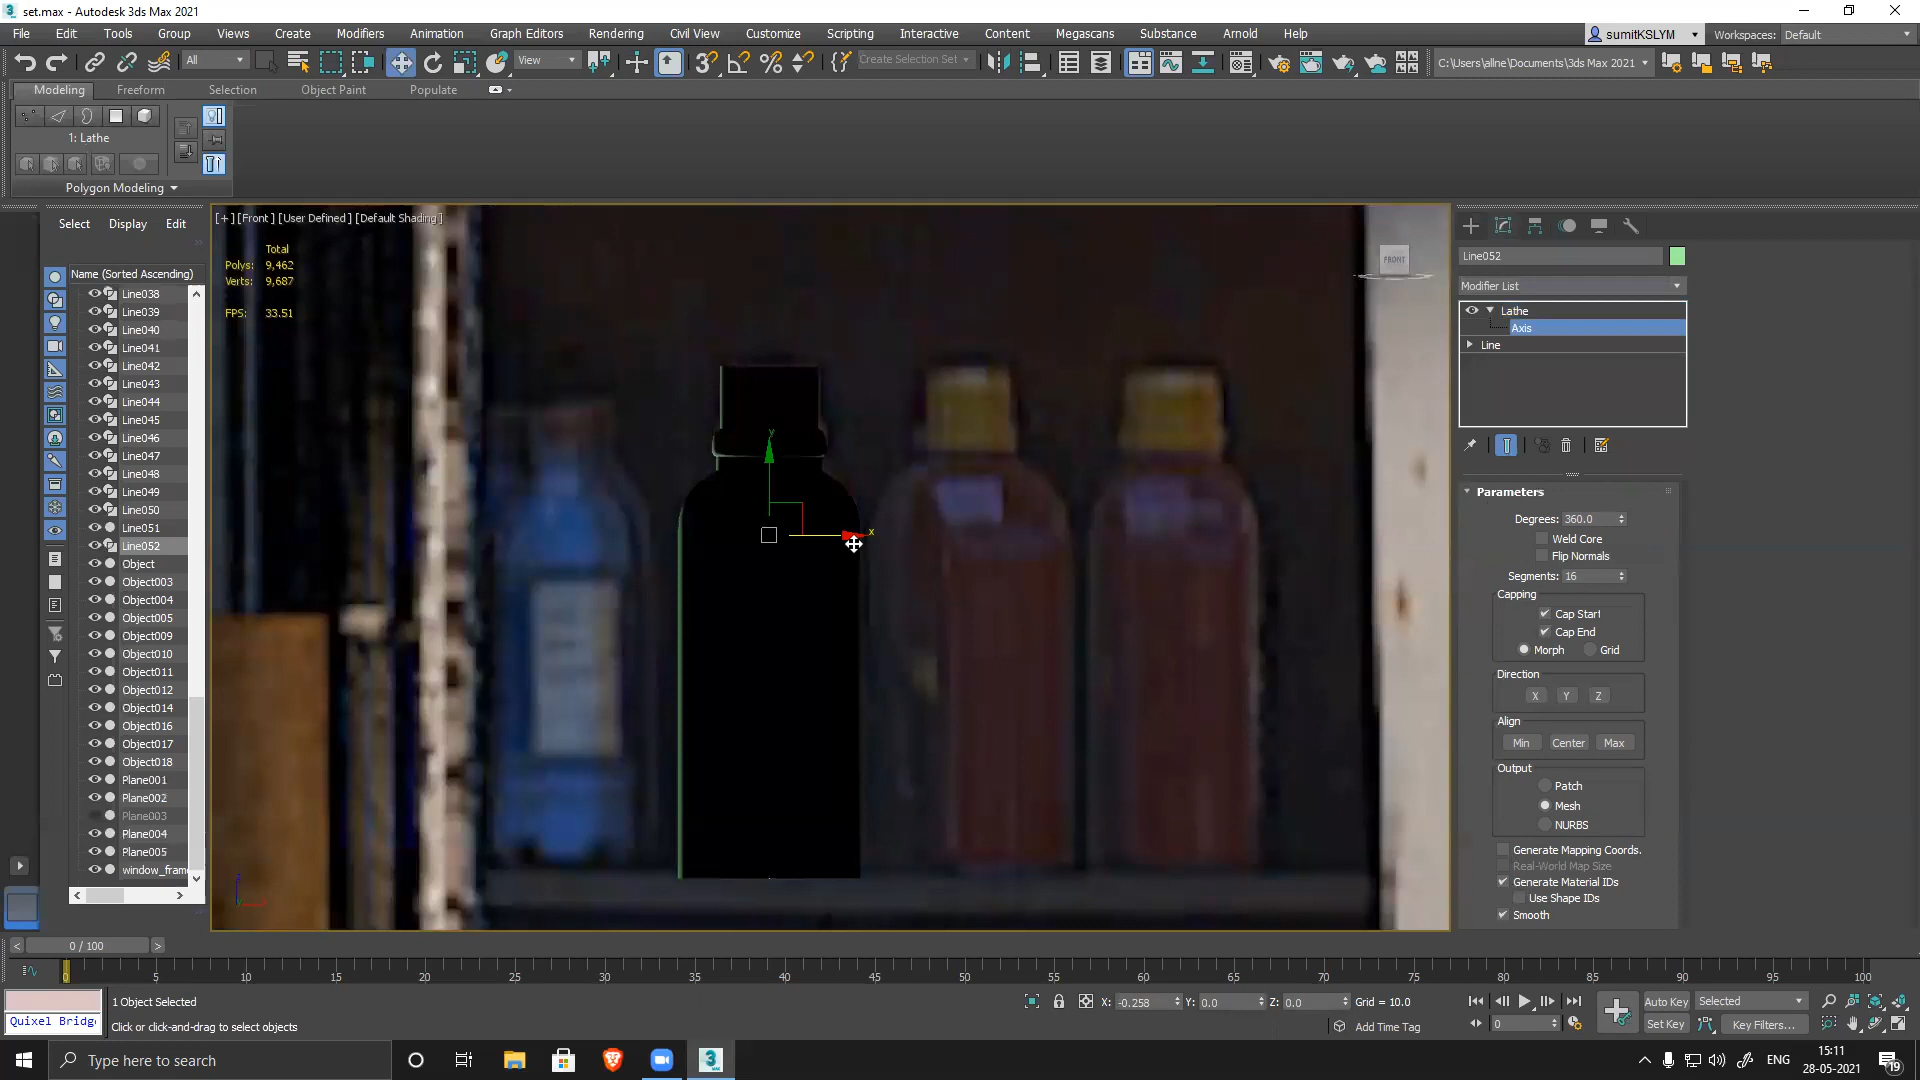 set.max - Autodesk 3ds Max 2021
File Edit Tools Group Views Create Modifiers Animation Graph Editors Rendering Civil View Customize Scripting Interactive Content Megascans Substance Arnold Help
sumitKSLYM
Workspaces: Default
All
View
Create Selection Set
C:\Users\allne\Documents\3ds Max 2021
Modeling Freeform Selection Object Paint Populate
1: Lathe
Polygon Modeling
Select Display Edit
Name (Sorted Ascending)
Line038
Line039
Line040
Line041
Line042
Line043
Line044
Line045
Line046
Line047
Line048
Line049
Line050
Line051
Line052
Object
Object003
Object004
Object005
Object009
Object010
Object011
Object012
Object014
Object016
Object017
Object018
Plane001
Plane002
Plane003
Plane004
Plane005
window_fram
[+] [Front] [User Defined] [Default Shading]
Total
Polys: 9,462
Verts: 9,687
FPS: 33.51
FRONT
y
x
Line052
Modifier List
Lathe
Axis
Line
Parameters
Degrees: 360.0
Weld Core
Flip Normals
Segments: 16
Capping
Cap Start
Cap End
Morph Grid
Direction
X Y Z
Align
Min Center Max
Output
Patch
Mesh
NURBS
Generate Mapping Coords.
Real-World Map Size
Generate Material IDs
Use Shape IDs
Smooth
0 / 100
0 5 10 15 20 25 30 35 40 45 50 55 60 65 70 75 80 85 90 95 100
1 Object Selected
X: -0.258 Y: 0.0 Z: 0.0 Grid = 10.0
Auto Key Selected
Quixel Bridg
Click or click-and-drag to select objects
Add Time Tag
0
Set Key Key Filters...
Type here to search
ENG
15:11
28-05-2021
19